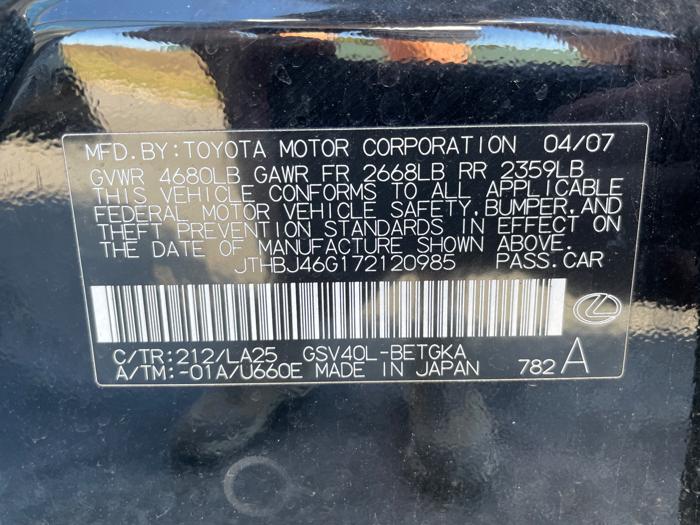 MFD.BY:TOYOTA MOTOR CORPORATION 04/07
GVWR 4680LB GAWR FR 2668LB RR 2359LB
THIS VEHICLE CONFORMS TO ALL APPLICABLE
FEDERAL MOTOR VEHICLE SAFETY,BUMPER,AND
THEFT PREVENTION STANDARDS IN EFFECT ON
THE DATE OF MANUFACTURE SHOWN ABOVE.
JTHBJ46G172120985 PASS.CAR
C/TR:212/LA25 GSV40L-BETGKA
A/TM:-01A/U660E MADE IN JAPAN 782 A